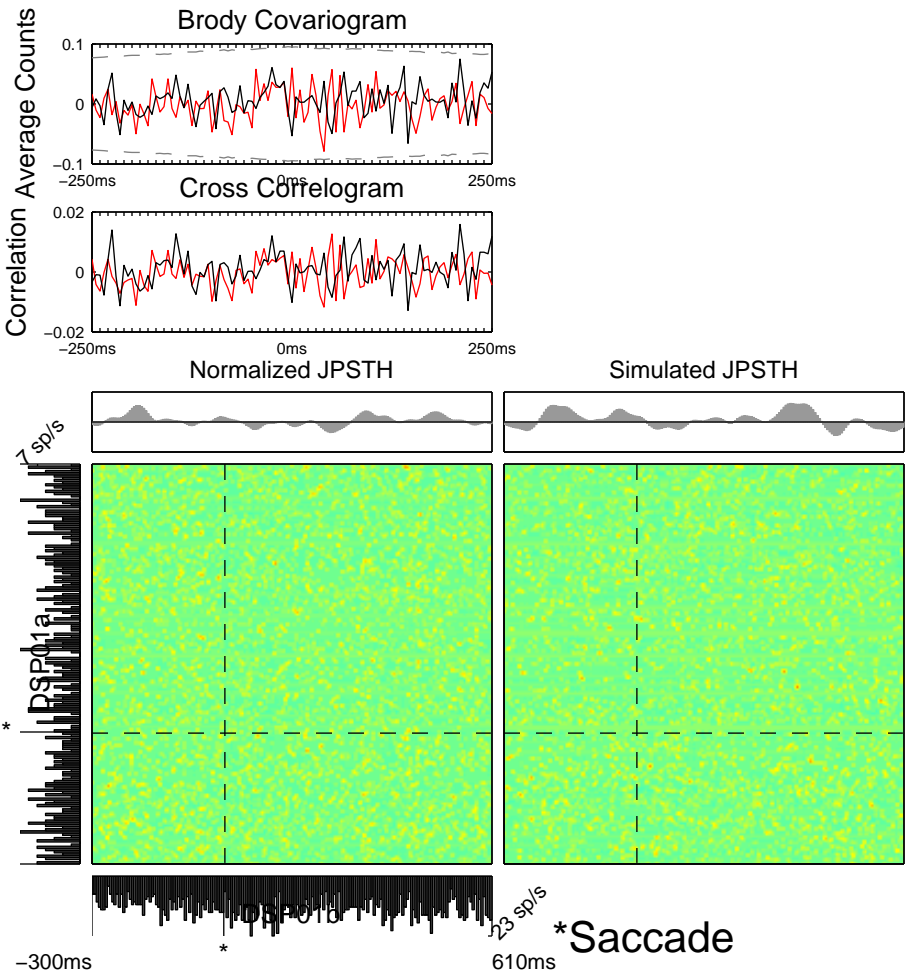 Brody Covariogram
Average Counts
0.1
0
−0.1
−250ms
0ms
250ms
Cross Correlogram
Correlation
0.02
0
−0.02
−250ms
0ms
250ms
Normalized JPSTH
Simulated JPSTH
7 sp/s
DSP01a
*
DSP01b
23 sp/s
*
*Saccade
−300ms
610ms